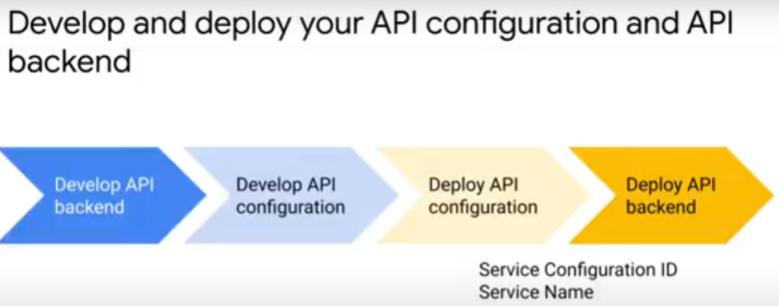 Develop and deploy your API configuration and API
backend
Develop API
backend
Develop API
configuration
Deploy API
configuration
Deploy API
backend
Service Configuration ID
Service Name